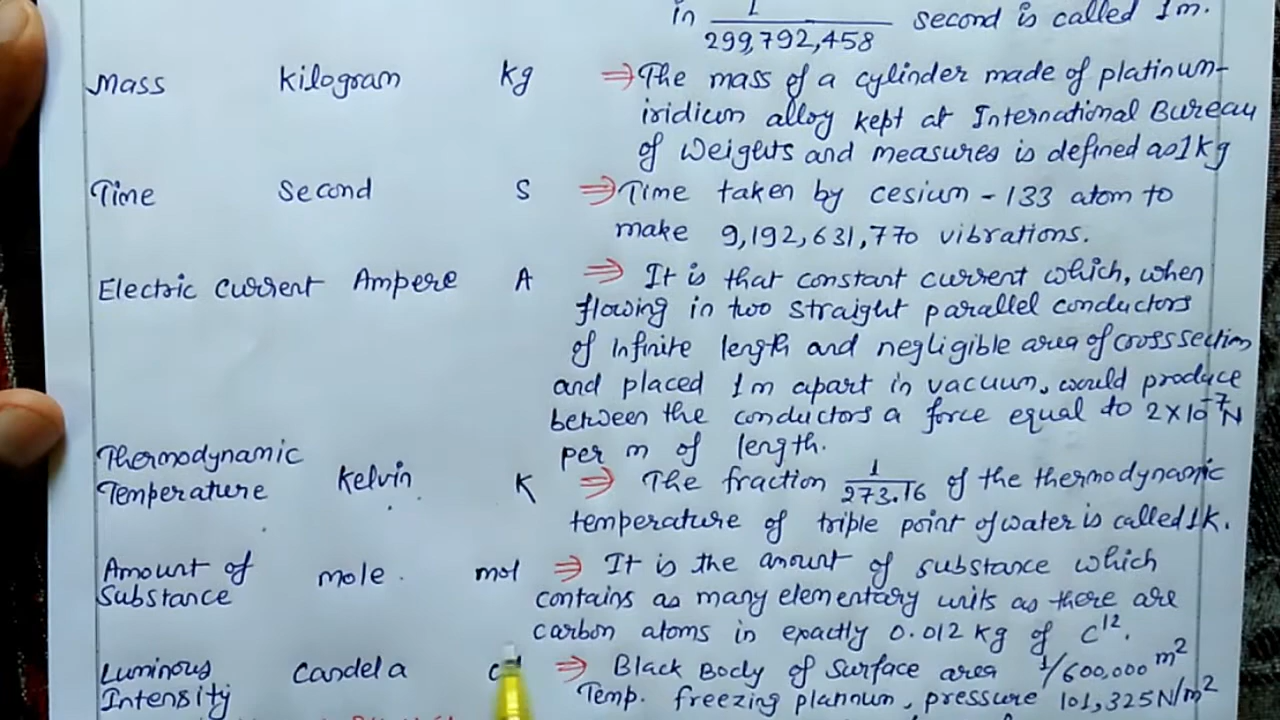 in 1/299,792,458 second is called 1m.
Mass Kilogram Kg ⇒ The mass of a cylinder made of platinum-
iridium alloy kept at International Bureau
of Weights and measures is defined as 1kg
Time Second S ⇒ Time taken by cesium - 133 atom to
make 9,192,631,770 vibrations.
Electric Current Ampere A ⇒ It is that constant current which, when
flowing in two straight parallel conductors
of Infinite length and negligible area of cross section
and placed 1m apart in vacuum, would produce
between the conductors a force equal to 2×10⁻⁷N
per m of length.
Thermodynamic
Temperature Kelvin K ⇒ The fraction 1/273.16 of the thermodynamic
temperature of triple point of water is called 1K.
Amount of
Substance mole. mol ⇒ It is the amount of substance which
contains as many elementary units as there are
carbon atoms in exactly 0.012 kg of C¹².
Luminous
Intensity Candela ⇒ Black Body of Surface area 1/600,000 m²
Temp. freezing plannum, pressure 101,325N/m²